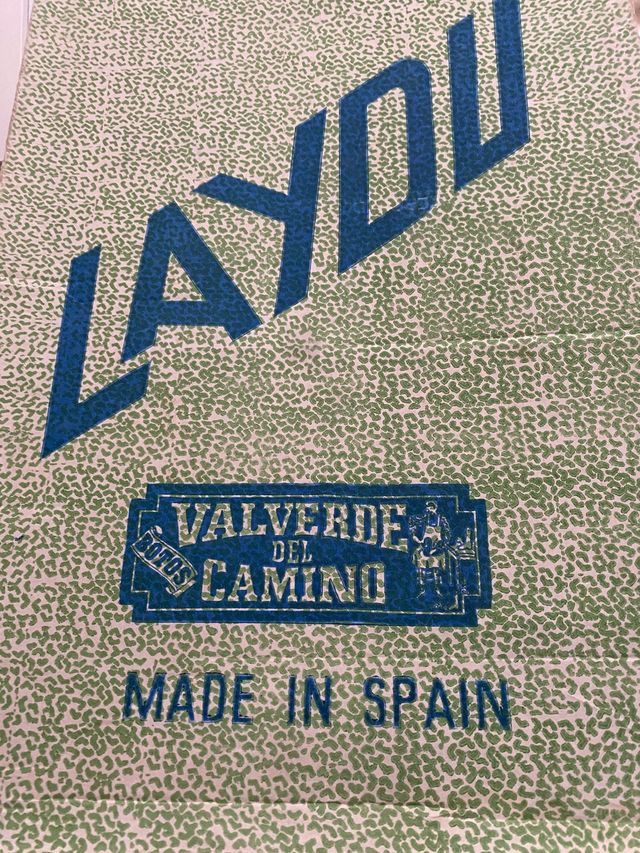 LAYDU
VALVERDE
DEL
BOTOS
CAMINO
MADE IN SPAIN